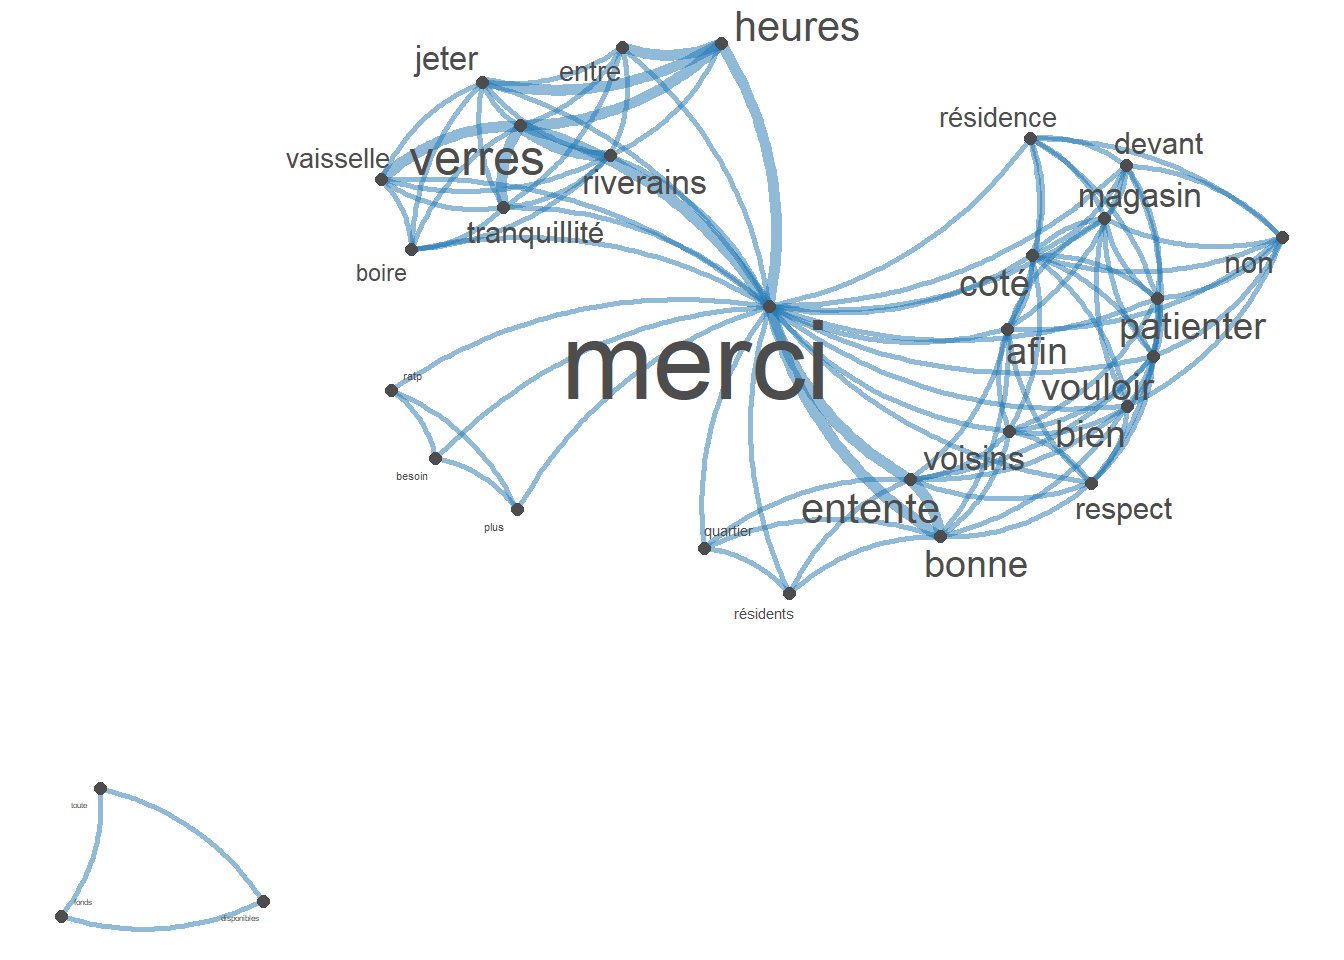 heures
jeter
entre
résidence
devant
vaisselle
verres
riverains
magasin
tranquillité
non
boire
coté
patienter
merci
afin
ratp
vouloir
bien
voisins
besoin
entente
respect
plus
quartier
bonne
résidents
toute
fonds
disponibles